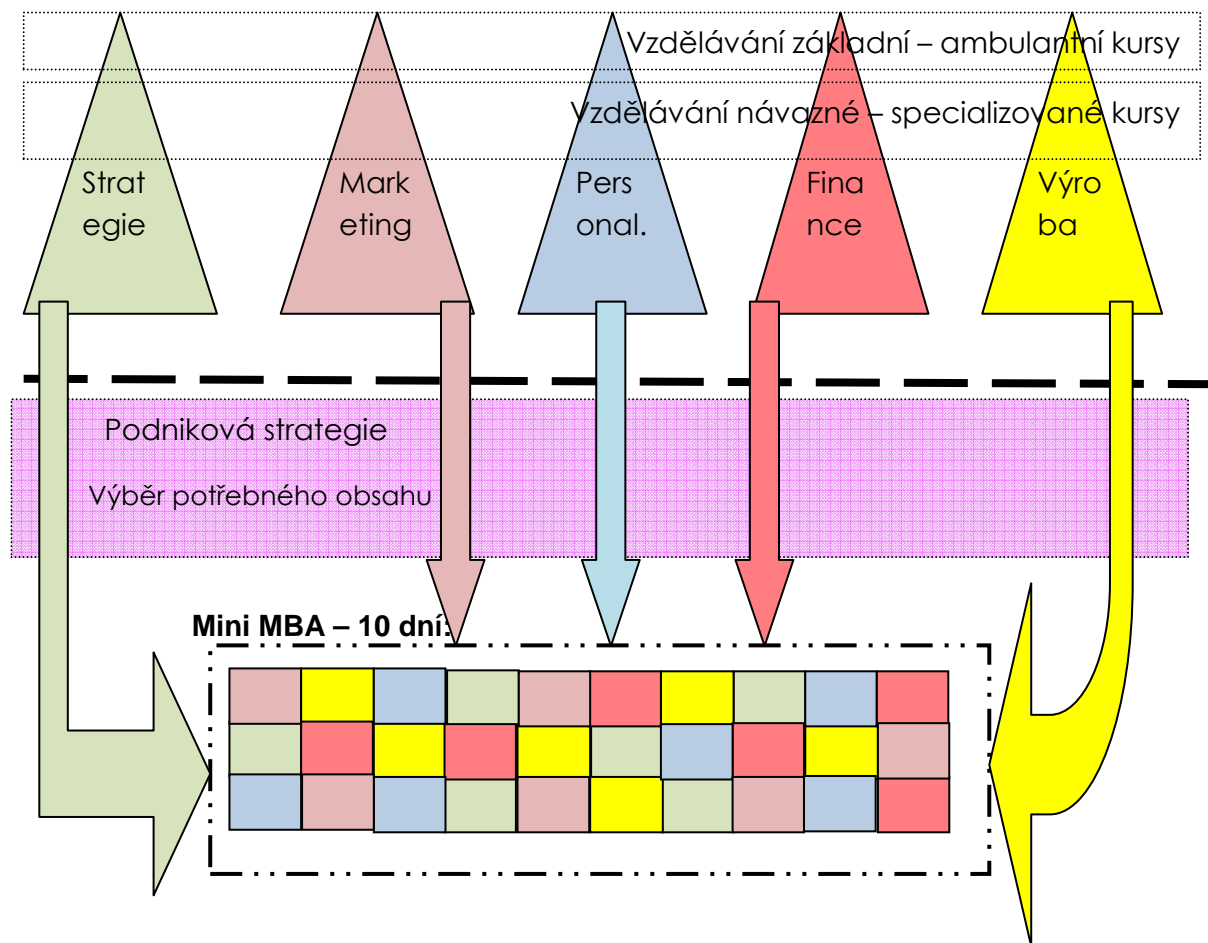 Vzdělávání základní – ambulantní kursy
Vzdělávání návazné – specializované kursy
Strat
egie
Mark
eting
Pers
onal.
Fina
nce
Výro
ba
Podniková strategie
Výběr potřebného obsahu
Mini MBA – 10 dní: